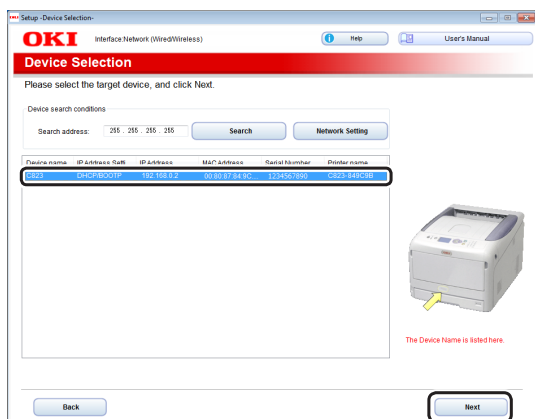 Setup -Device Selection-
OKI Interface:Network (Wired/Wireless) Help User's Manual
Device Selection
Please select the target device, and click Next.
Device search conditions
Search address: 255 . 255 . 255 . 255 Search Network Setting
Device name IP Address Setti IP Address MAC Address Serial Number Printer name
C823 DHCP/BOOTP 192.168.0.2 00:80:87:84:9C... 1234567890 C823-849C9B
The Device Name is listed here.
Back Next